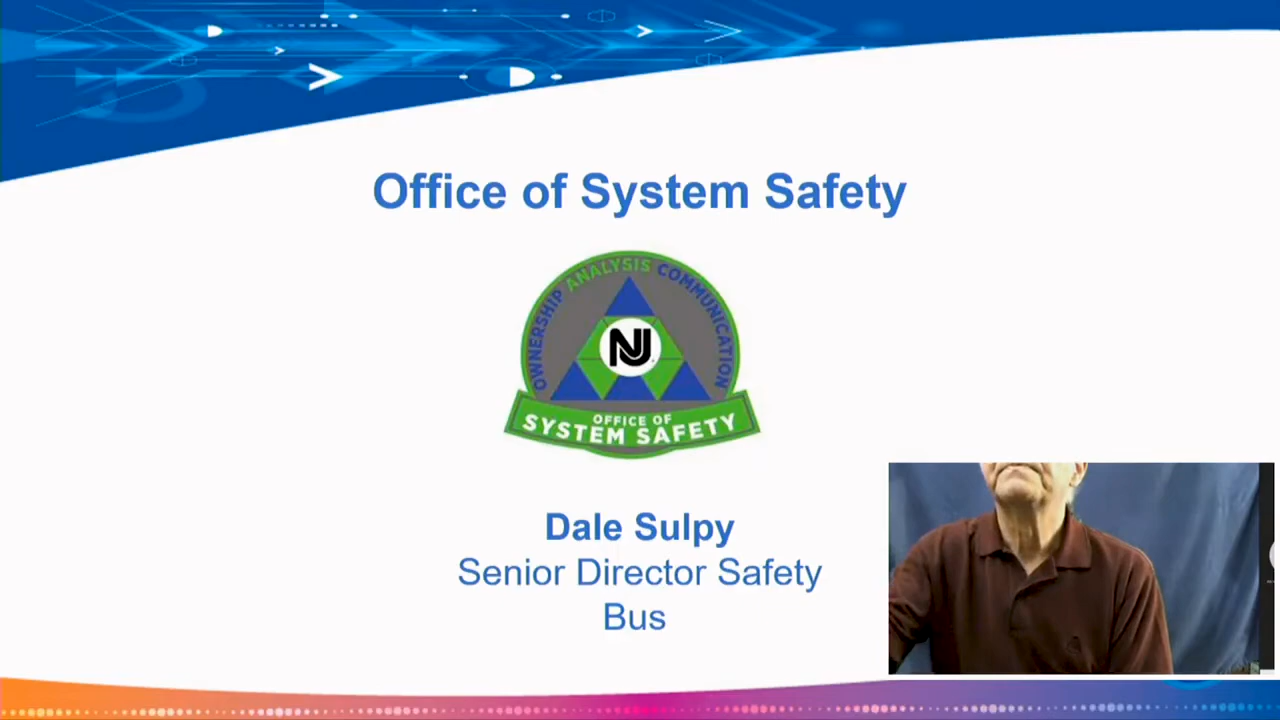 Office of System Safety
OWNERSHIP ANALYSIS COMMUNICATION
NJ
OFFICE OF
SYSTEM SAFETY
Dale Sulpy
Senior Director Safety
Bus